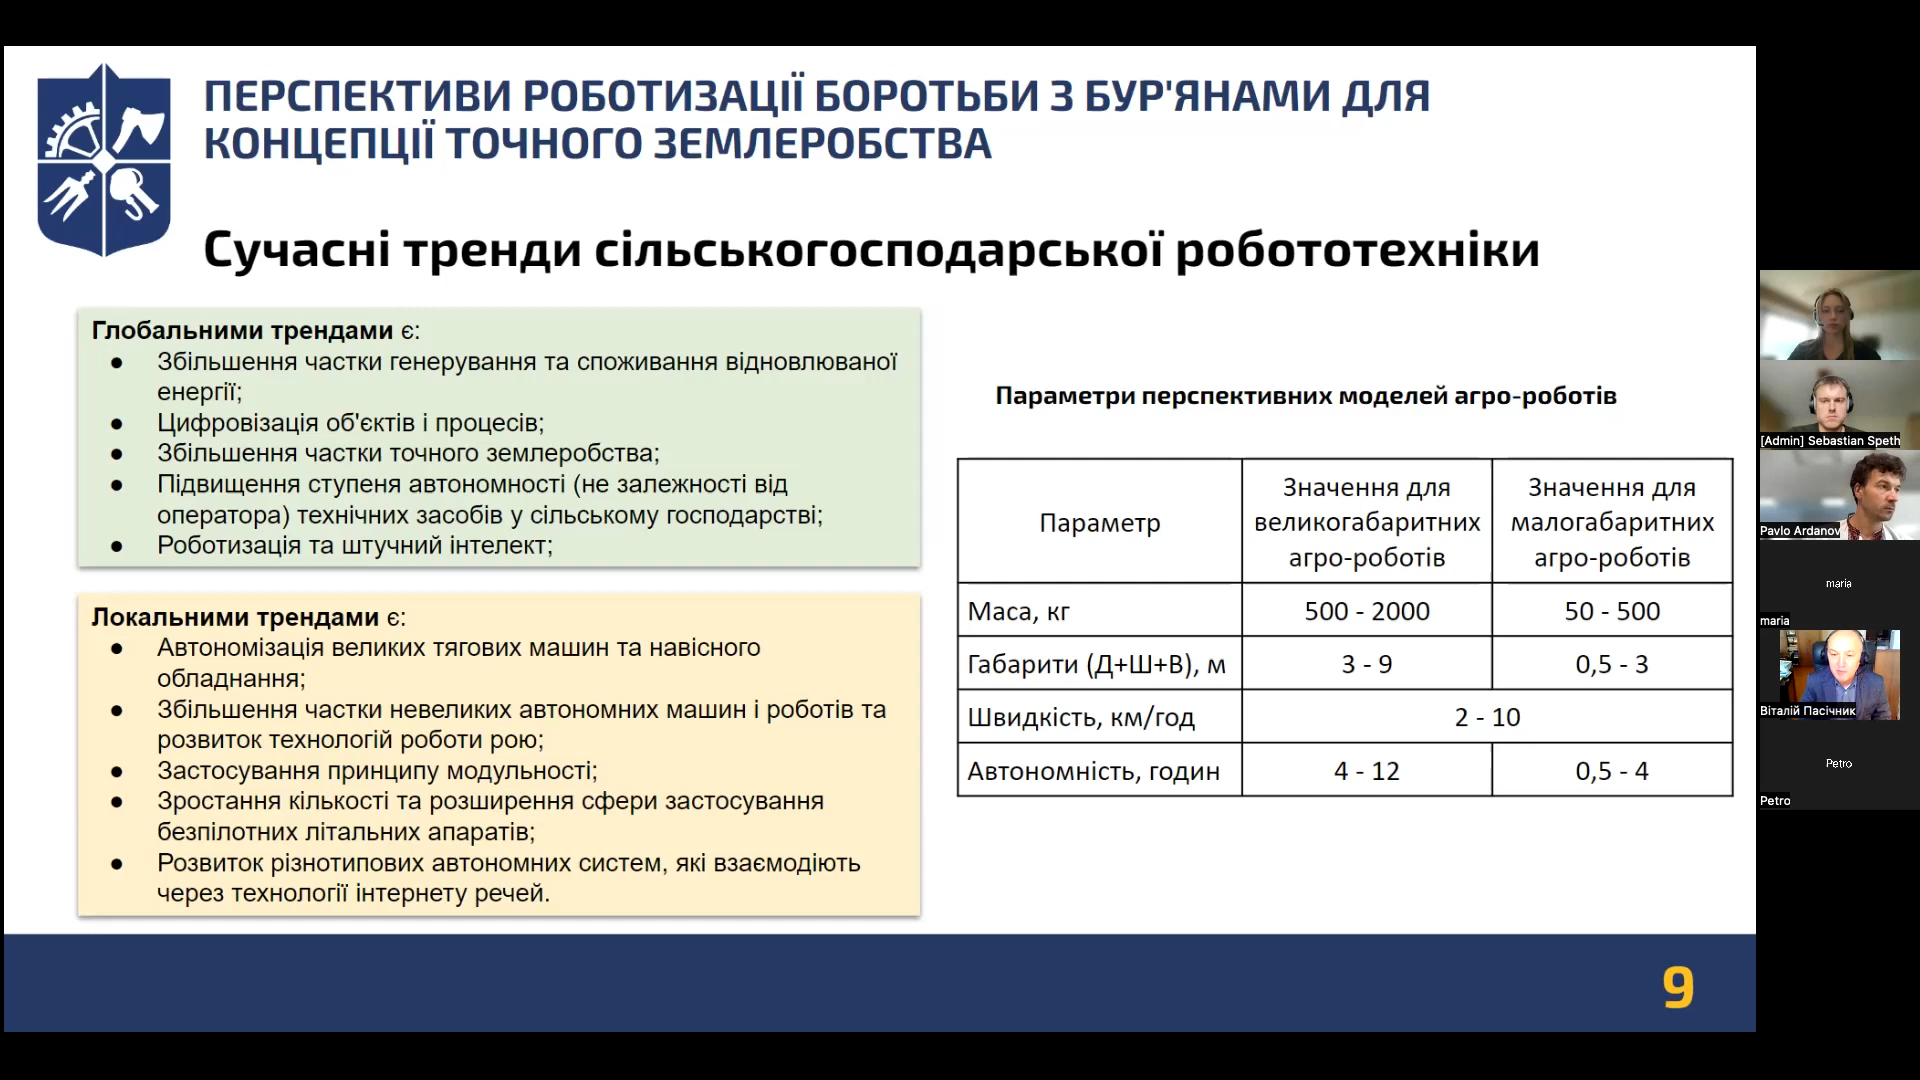 ПЕРСПЕКТИВИ РОБОТИЗАЦІЇ БОРОТЬБИ З БУР'ЯНАМИ ДЛЯ
КОНЦЕПЦІЇ ТОЧНОГО ЗЕМЛЕРОБСТВА
Сучасні тренди сільськогосподарської робототехніки
Глобальними трендами є:
● Збільшення частки генерування та споживання відновлюваної
енергії;
● Цифровізація об'єктів і процесів;
● Збільшення частки точного землеробства;
● Підвищення ступеня автономності (не залежності від
оператора) технічних засобів у сільському господарстві;
● Роботизація та штучний інтелект;
Локальними трендами є:
● Автономізація великих тягових машин та навісного
обладнання;
● Збільшення частки невеликих автономних машин і роботів та
розвиток технологій роботи рою;
● Застосування принципу модульності;
● Зростання кількості та розширення сфери застосування
безпілотних літальних апаратів;
● Розвиток різнотипових автономних систем, які взаємодіють
через технології інтернету речей.
Параметри перспективних моделей агро-роботів
Параметр
Значення для
великогабаритних
агро-роботів
Значення для
малогабаритних
агро-роботів
Маса, кг 500 - 2000 50 - 500
Габарити (Д+Ш+В), м 3 - 9 0,5 - 3
Швидкість, км/год 2 - 10
Автономність, годин 4 - 12 0,5 - 4
9
[Admin] Sebastian Speth
Pavlo Ardanov
maria
maria
Віталій Пасічник
Petro
Petro